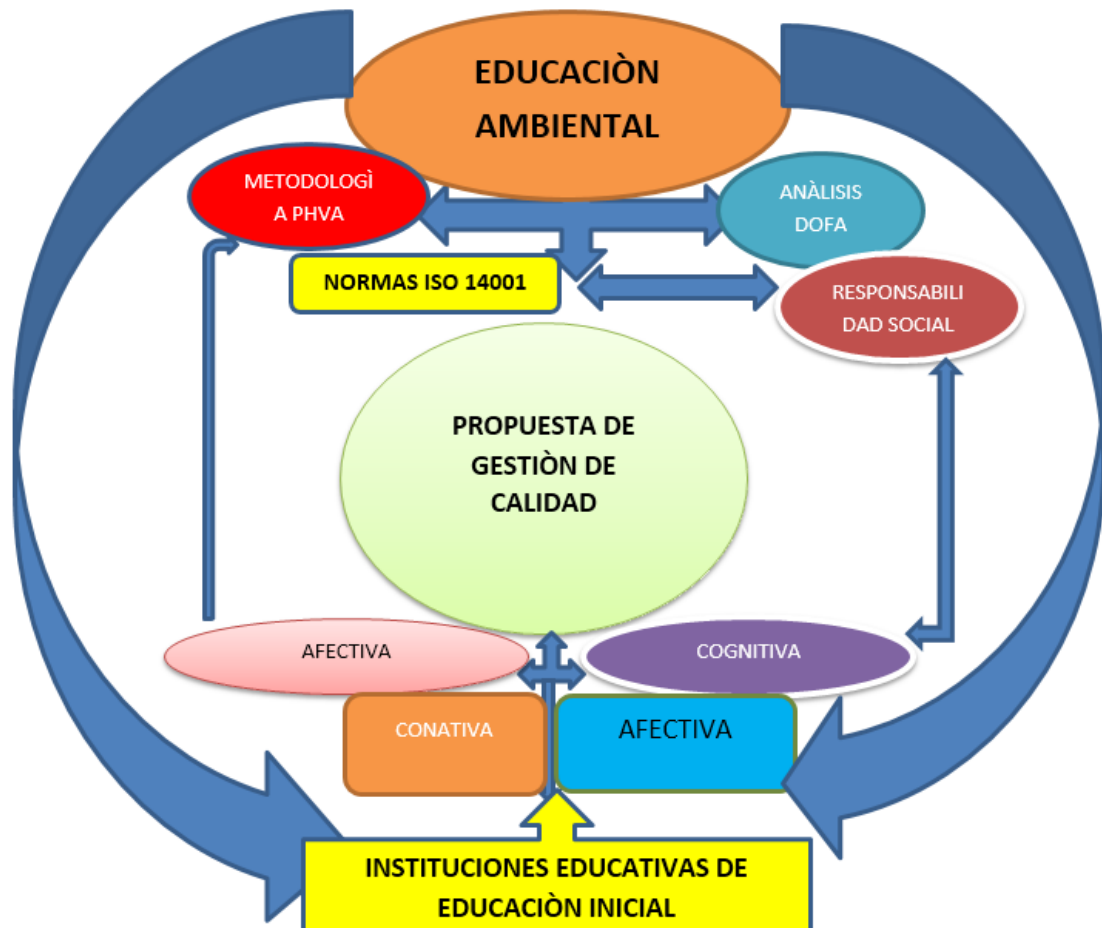 EDUCACIÒN
AMBIENTAL
METODOLOGÌ
A PHVA
ANÀLISIS
DOFA
NORMAS ISO 14001
RESPONSABILI
DAD SOCIAL
PROPUESTA DE
GESTIÒN DE
CALIDAD
AFECTIVA
COGNITIVA
CONATIVA
AFECTIVA
INSTITUCIONES EDUCATIVAS DE
EDUCACIÒN INICIAL